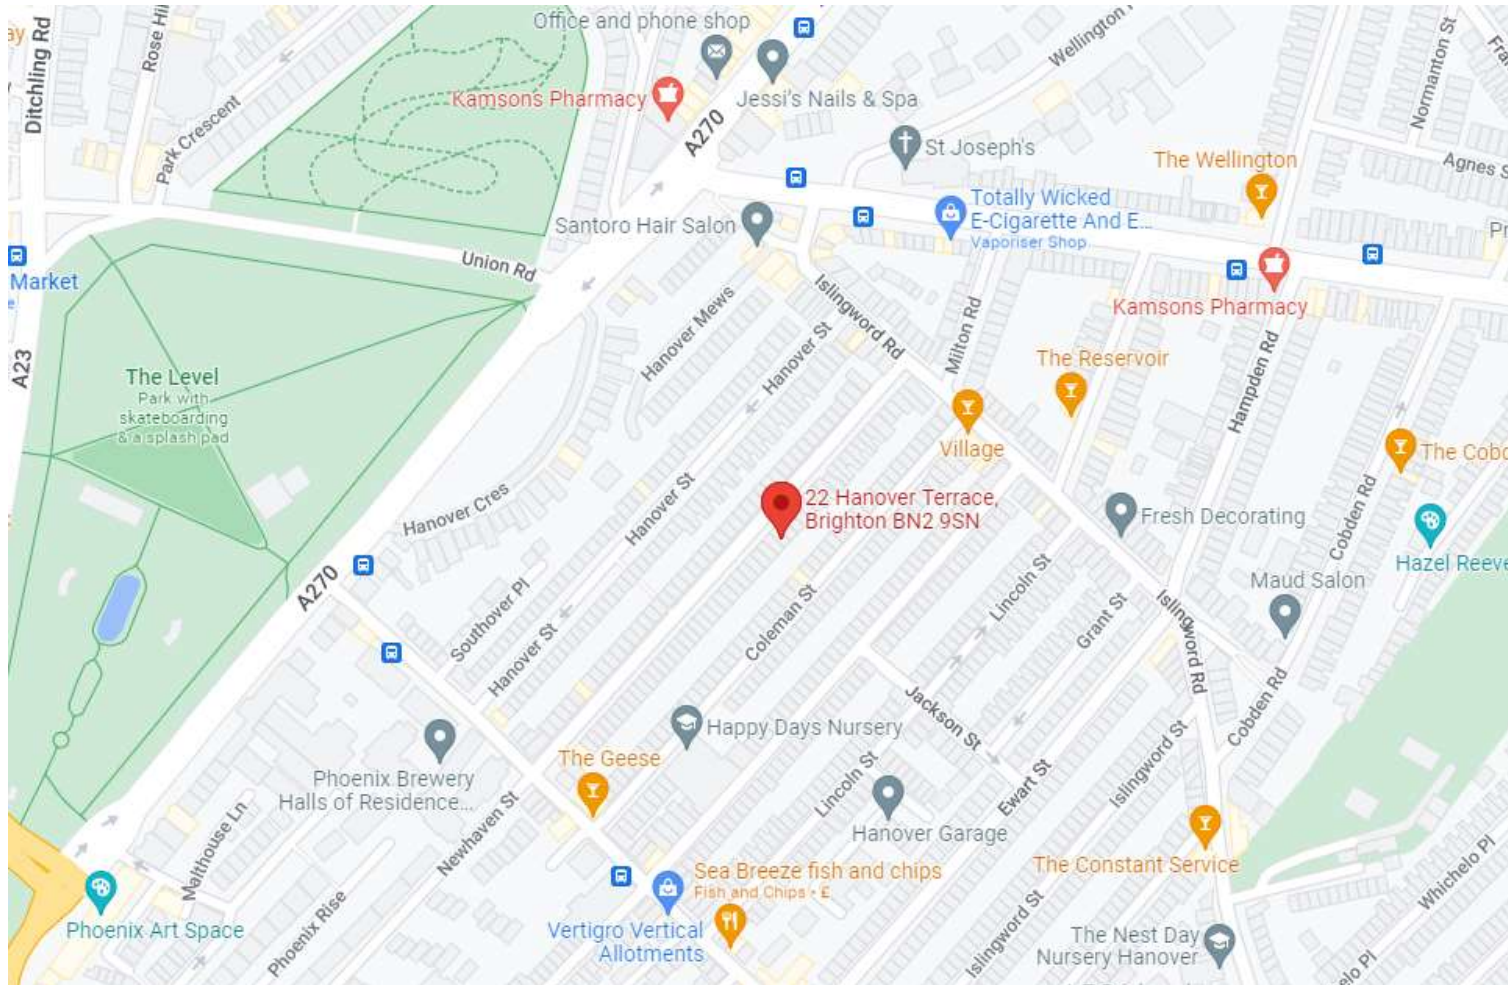 Office and phone shop
ay
Ditchling Rd
Rose Hil
Wellington
Normanton St
Fra
Kamsons Pharmacy
Jessi's Nails & Spa
Park Crescent
A270
St Joseph's
The Wellington
Agnes S
Totally Wicked
E-Cigarette And E...
Vaporiser Shop
Santoro Hair Salon
Pr
Union Rd
Market
e
Islingword Rd
Hanover Mews
Kamsons Pharmacy
Milton Rd
Hanover St
A23
The Level
Park with
skateboarding
& a splash pad
The Reservoir
Hampden Rd
Village
The Cobd
Hanover St
Hanover Cres
22 Hanover Terrace,
Brighton BN2 9SN
Fresh Decorating
Cobden Rd
Hazel Reeve
A270
Maud Salon
Southover Pl
Coleman St
Lincoln St
Grant St
Islingword Rd
Hanover St
Jackson St
Cobden Rd
Happy Days Nursery
The Geese
Phoenix Brewery
Halls of Residence...
Lincoln St
Ewart St
Islingword St
Newhaven St
Malthouse Ln
Hanover Garage
The Constant Service
Sea Breeze fish and chips
Fish and Chips • £
Whichelo Pl
Phoenix Art Space
Phoenix Rise
Vertigro Vertical
Allotments
Islingword St
The Nest Day
Nursery Hanover
elo Pl